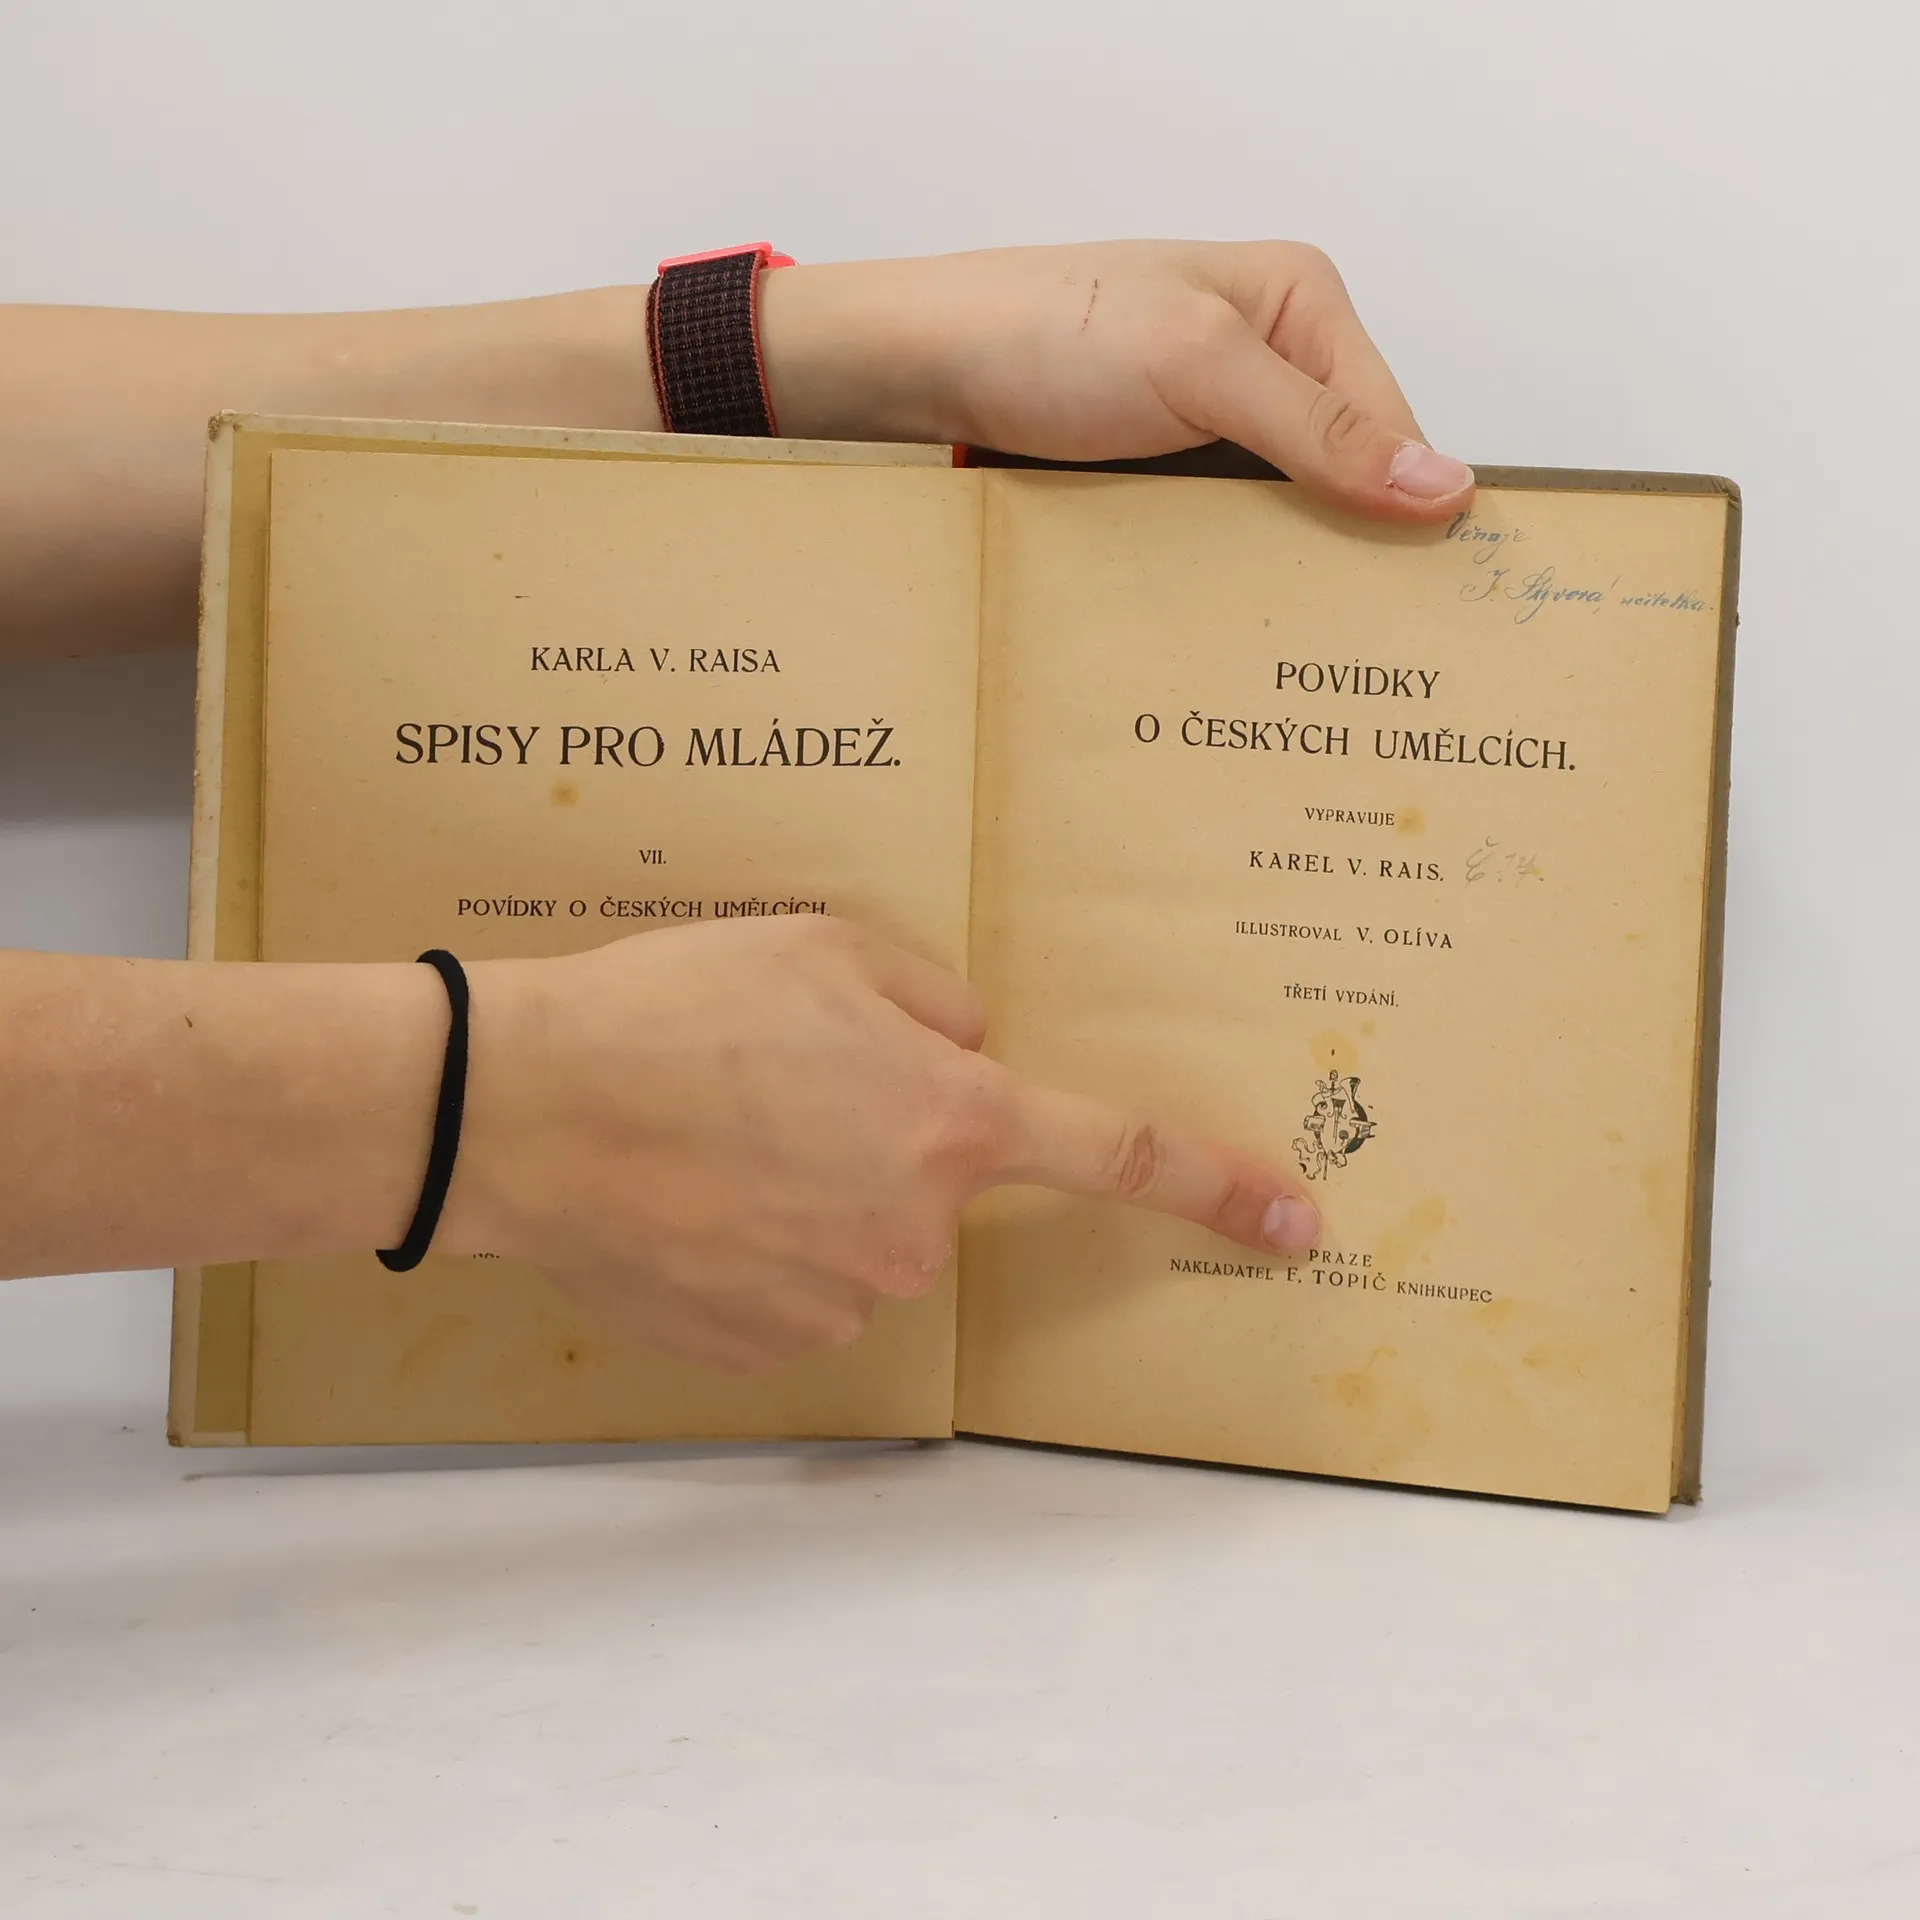 KARLA V. RAISA
SPISY PRO MLÁDEŽ.
VII.
POVÍDKY O ČESKÝCH UMĚLCÍCH.
Věnuje
J. učitelka.
POVÍDKY
O ČESKÝCH UMĚLCÍCH.
VYPRAVUJE
KAREL V. RAIS. Č. 17.
ILLUSTROVAL V. OLÍVA
TŘETÍ VYDÁNÍ.
PRAZE
NAKLADATEL F. TOPIČ KNIHKUPEC